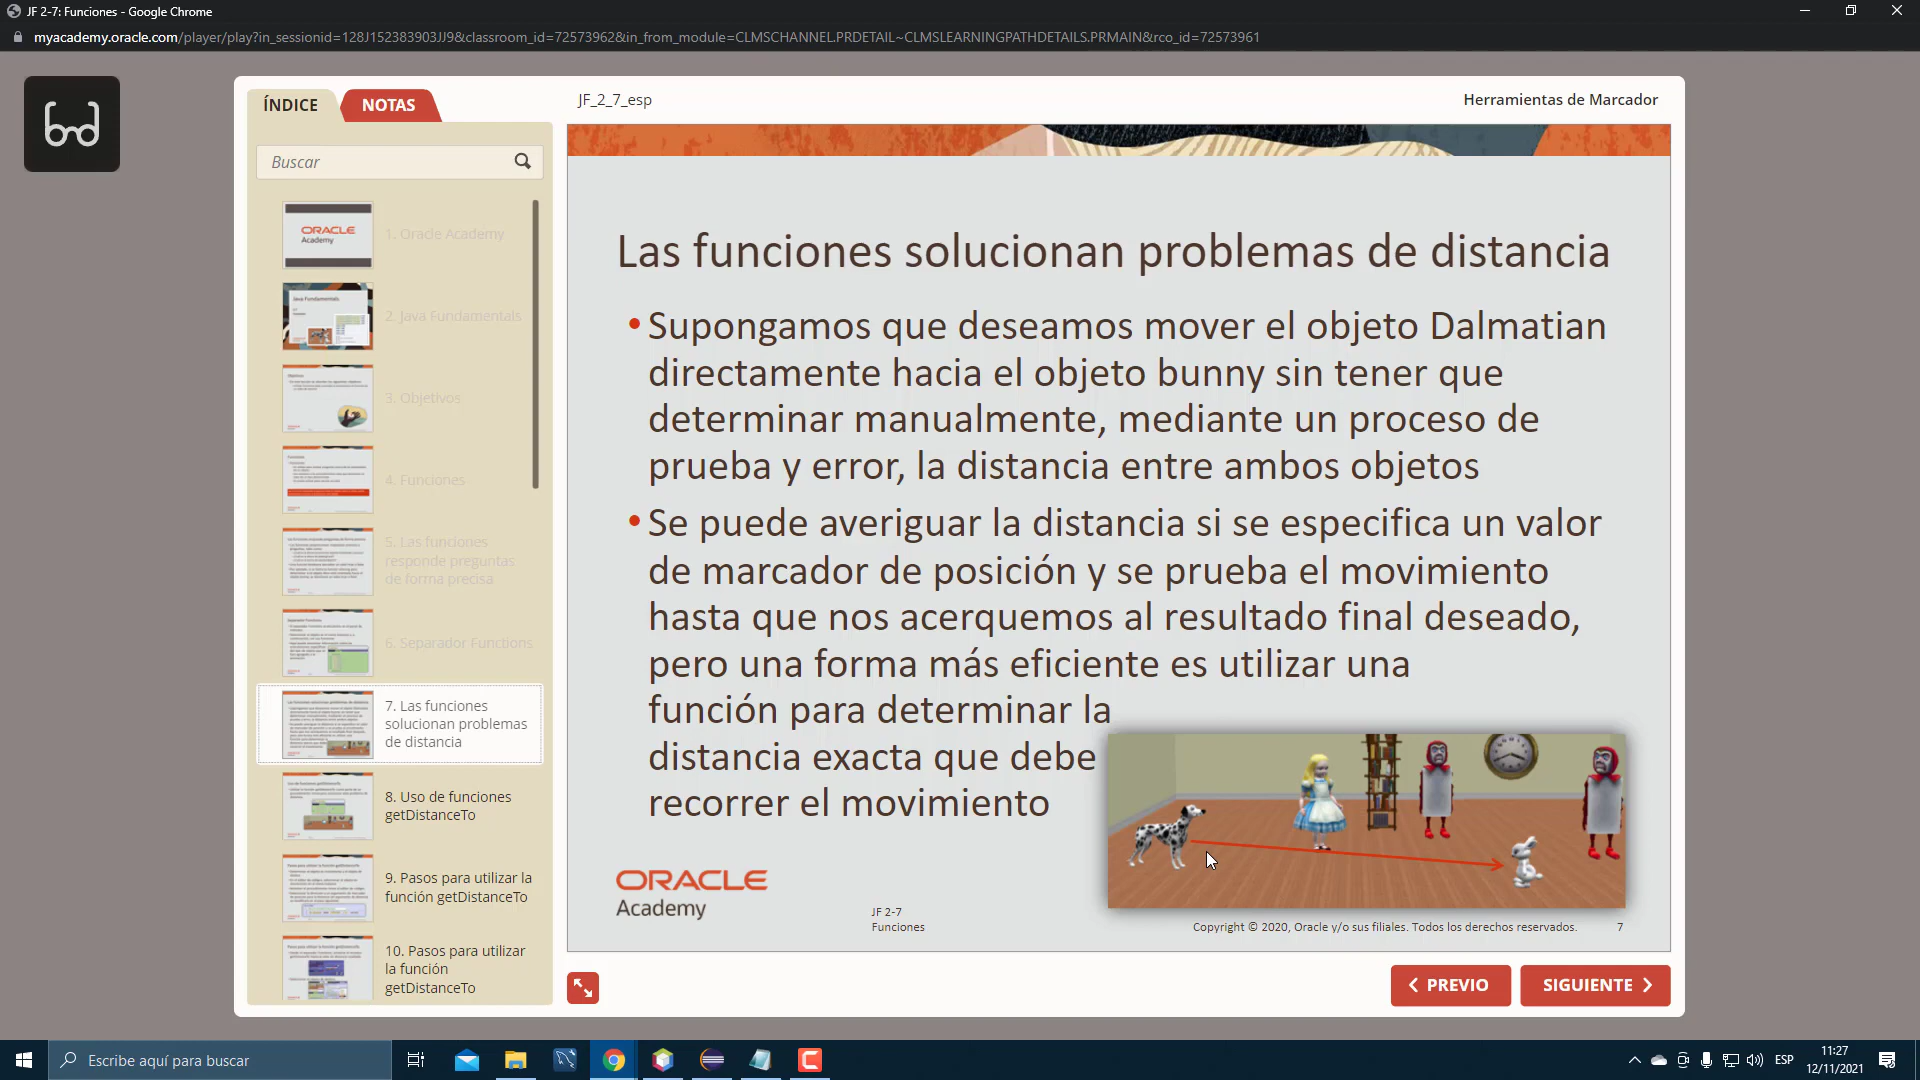 JF 2-7: Funciones - Google Chrome
myacademy.oracle.com/player/play?in_sessionid=128J152383903JJ9&classroom_id=72573962&in_from_module=CLMSCHANNEL.PRDETAIL~CLMSLEARNINGPATHDETAILS.PRMAIN&rco_id=72573961
ÍNDICE
NOTAS
JF_2_7_esp
Herramientas de Marcador
Buscar
ORACLE
Academy
1. Oracle Academy
Java Fundamentals
2. Java Fundamentals
3. Objetivos
4. Funciones
5. Las funciones
responde preguntas
de forma precisa
6. Separador Functions
7. Las funciones
solucionan problemas
de distancia
8. Uso de funciones
getDistanceTo
9. Pasos para utilizar la
función getDistanceTo
10. Pasos para utilizar
la función
getDistanceTo
Las funciones solucionan problemas de distancia
•Supongamos que deseamos mover el objeto Dalmatian
directamente hacia el objeto bunny sin tener que
determinar manualmente, mediante un proceso de
prueba y error, la distancia entre ambos objetos
•Se puede averiguar la distancia si se especifica un valor
de marcador de posición y se prueba el movimiento
hasta que nos acerquemos al resultado final deseado,
pero una forma más eficiente es utilizar una
función para determinar la
distancia exacta que debe
recorrer el movimiento
ORACLE
Academy
JF 2-7
Funciones
Copyright © 2020, Oracle y/o sus filiales. Todos los derechos reservados.
7
PREVIO
SIGUIENTE
Escribe aquí para buscar
ESP
11:27
12/11/2021